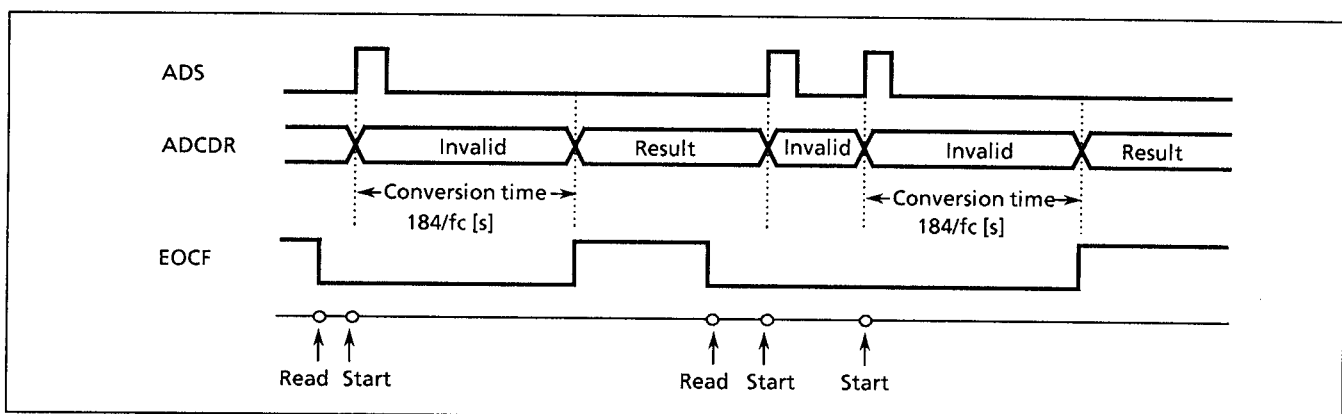 ADS
ADCDR
Invalid
Result
Invalid
Invalid
Result
Conversion time
184/fc [s]
Conversion time
184/fc [s]
EOCF
Read
Start
Read
Start
Start